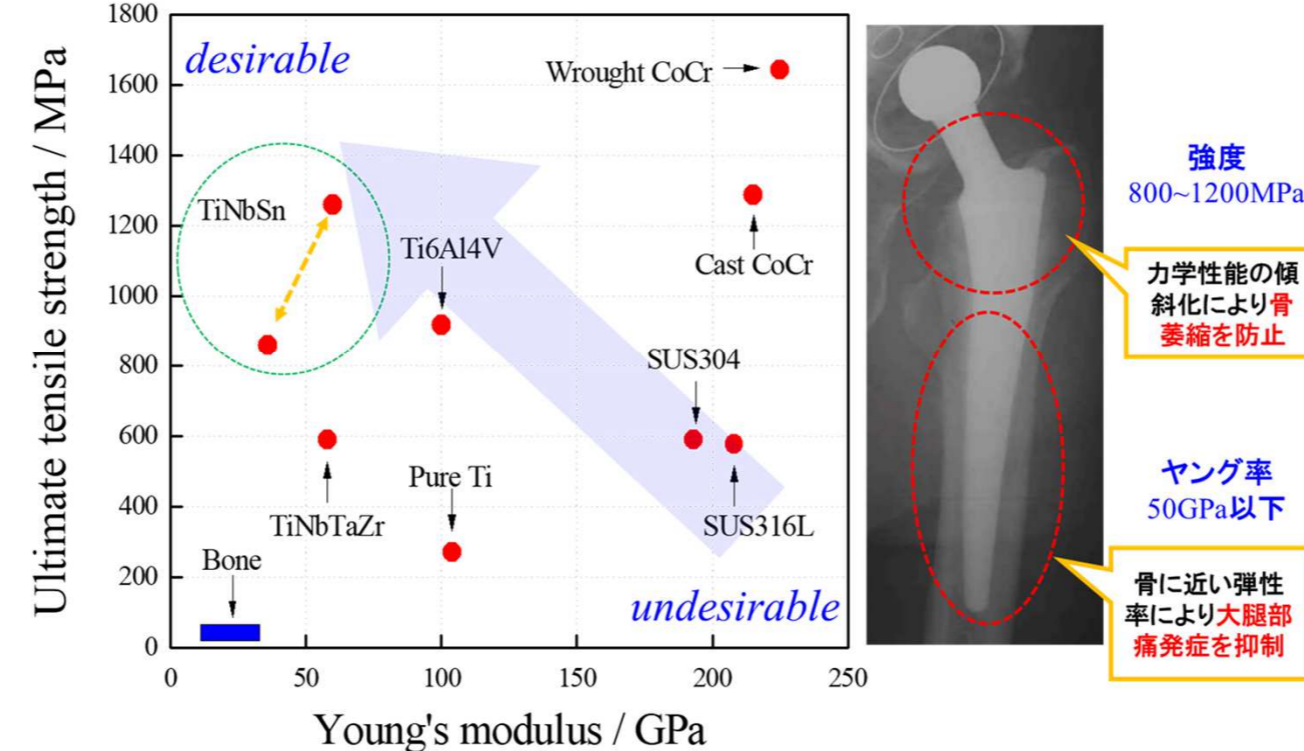 Ultimate tensile strength / MPa
1800
1600
1400
1200
1000
800
600
400
200
0
desirable
Wrought CoCr
TiNbSn
Ti6Al4V
Cast CoCr
SUS304
Pure Ti
TiNbTaZr
SUS316L
Bone
undesirable
0
50
100
150
200
250
Young's modulus / GPa
強度
800~1200MPa
力学性能の傾
斜化により骨
萎縮を防止
ヤング率
50GPa以下
骨に近い弾性
率により大腿部
痛発症を抑制